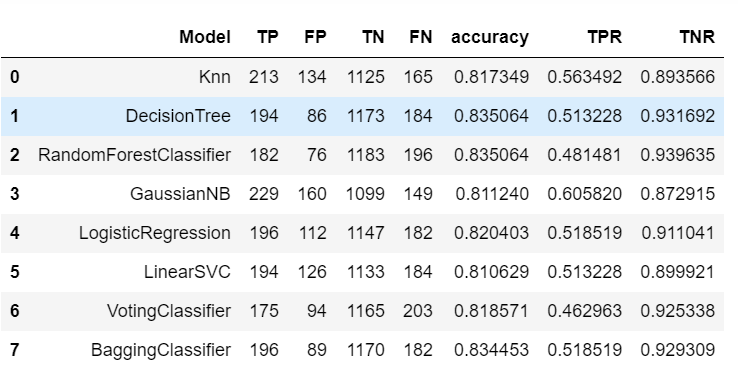 Model TP FP TN FN accuracy TPR TNR
0 Knn 213 134 1125 165 0.817349 0.563492 0.893566
1 DecisionTree 194 86 1173 184 0.835064 0.513228 0.931692
2 RandomForestClassifier 182 76 1183 196 0.835064 0.481481 0.939635
3 GaussianNB 229 160 1099 149 0.811240 0.605820 0.872915
4 LogisticRegression 196 112 1147 182 0.820403 0.518519 0.911041
5 LinearSVC 194 126 1133 184 0.810629 0.513228 0.899921
6 VotingClassifier 175 94 1165 203 0.818571 0.462963 0.925338
7 BaggingClassifier 196 89 1170 182 0.834453 0.518519 0.929309